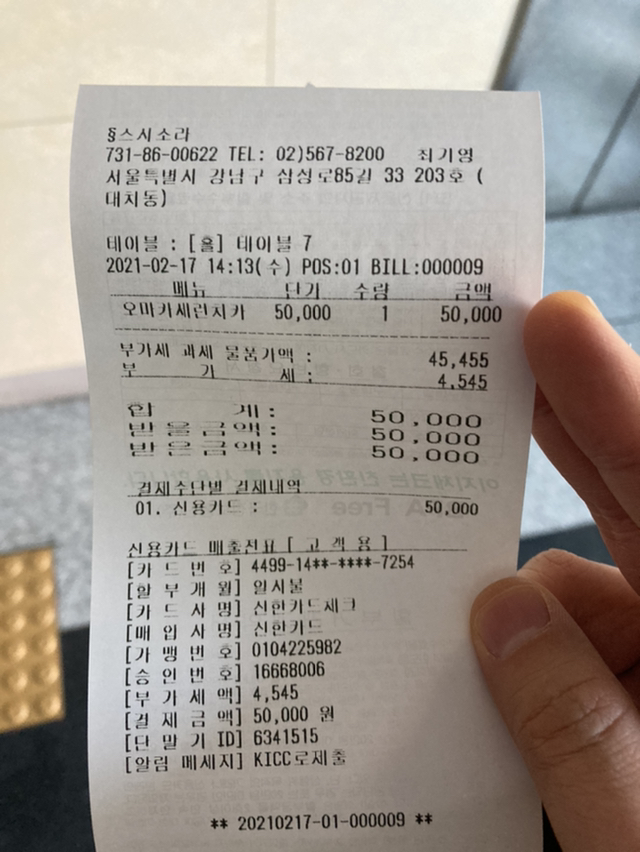 §스시소라
731-86-00622 TEL: 02)567-8200 최기영
서울특별시 강남구 삼성로85길 33 203호 (
대치동)
테이블 : [홀] 테이블 7
2021-02-17 14:13(수) POS:01 BILL:000009
메뉴 단가 수량 금액
오마카세런치카 50,000 1 50,000
부가세 과세 물품가액 : 45,455
부 가 세 : 4,545
합 계 : 50,000
받을금액 : 50,000
받은금액 : 50,000
결제수단별 결제내역
01. 신용카드 : 50,000
신용카드 매출전표 [ 고 객 용 ]
[카 드 번 호] 4499-14**-****-7254
[할 부 개 월] 일시불
[카 드 사 명] 신한카드체크
[매 입 사 명] 신한카드
[가 맹 번 호] 0104225982
[승 인 번 호] 16668006
[부 가 세 액] 4,545
[결 제 금 액] 50,000 원
[단 말 기 ID] 6341515
[알림 메세지] KICC로제출
** 20210217-01-000009 **